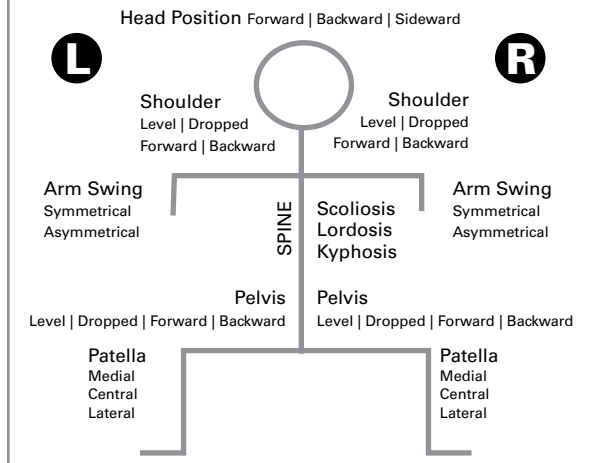 Head Position Forward | Backward | Sideward
L
R
Shoulder
Level | Dropped
Forward | Backward
Shoulder
Level | Dropped
Forward | Backward
Arm Swing
Symmetrical
Asymmetrical
SPINE
Scoliosis
Lordosis
Kyphosis
Arm Swing
Symmetrical
Asymmetrical
Pelvis
Level | Dropped | Forward | Backward
Pelvis
Level | Dropped | Forward | Backward
Patella
Medial
Central
Lateral
Patella
Medial
Central
Lateral